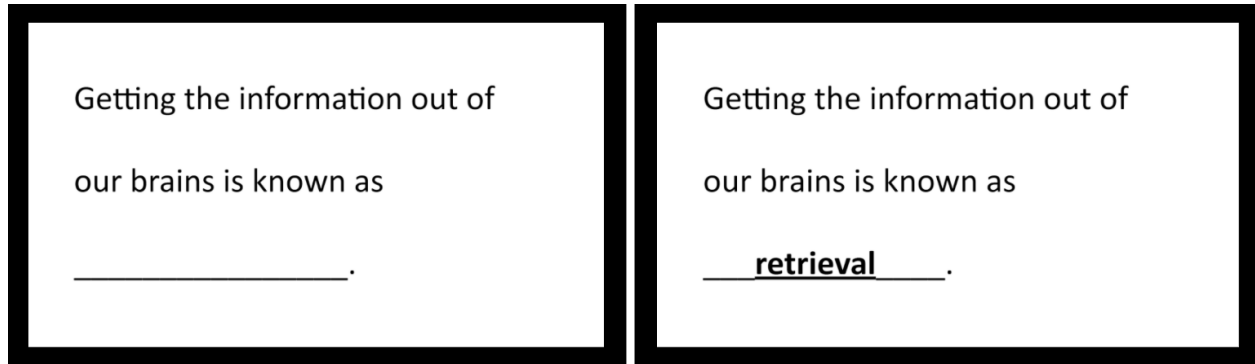 Getting the information out of
our brains is known as
________________.
Getting the information out of
our brains is known as
___retrieval____.